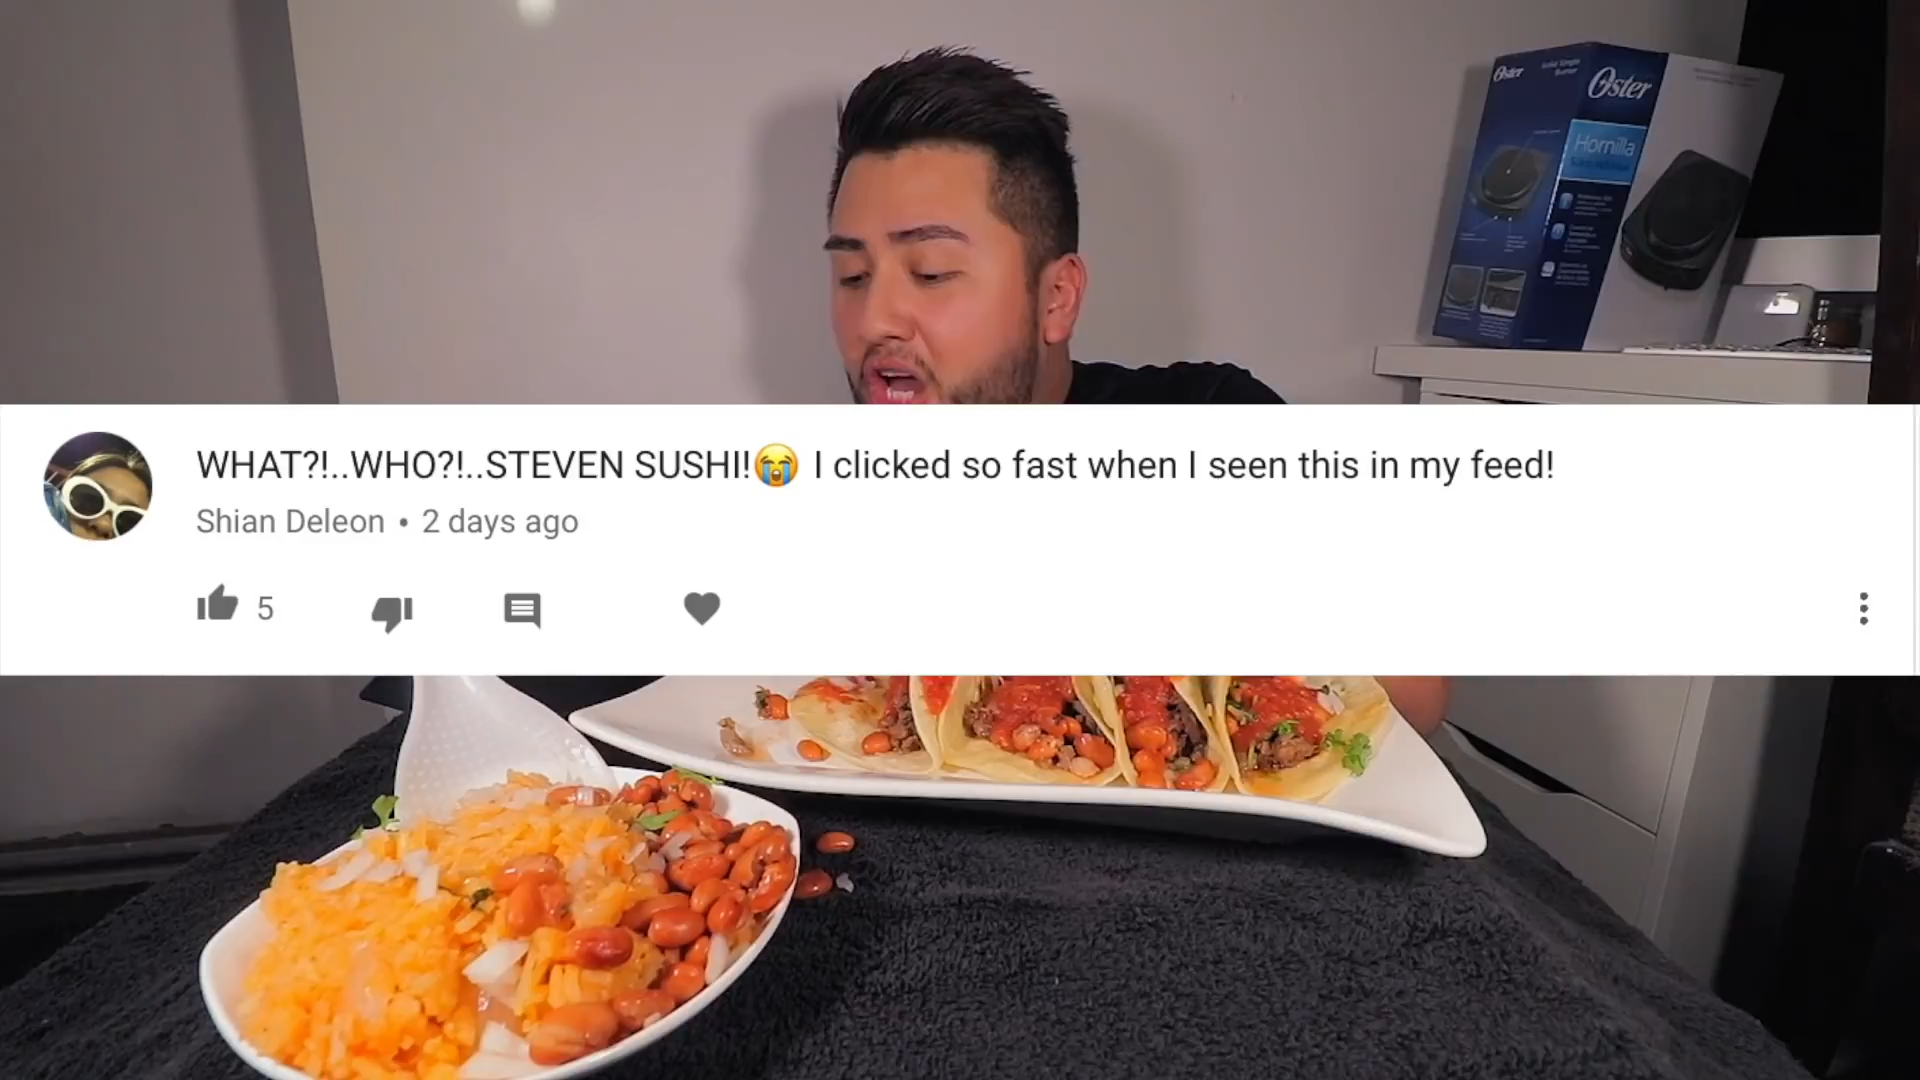 Oster
Oster
Hornilla
WHAT?!..WHO?!..STEVEN SUSHI!😭 I clicked so fast when I seen this in my feed!
Shian Deleon • 2 days ago
5